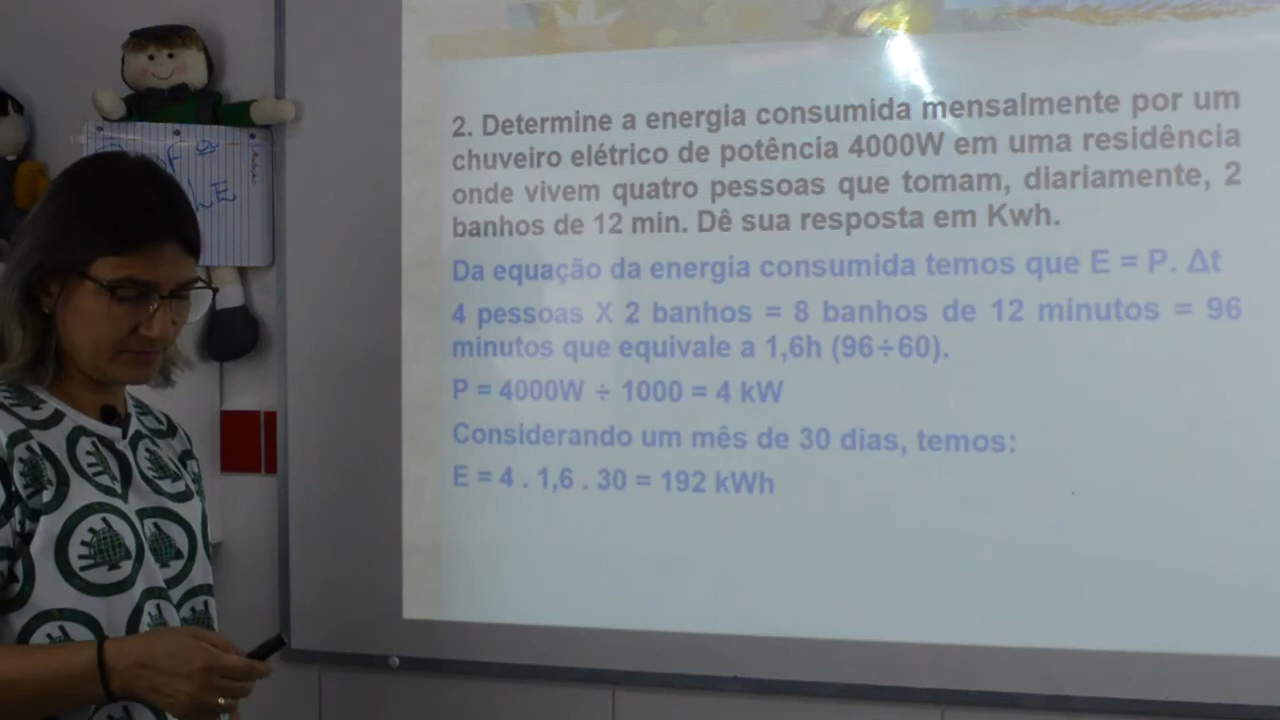 2. Determine a energia consumida mensalmente por um
chuveiro elétrico de potência 4000W em uma residência
onde vivem quatro pessoas que tomam, diariamente, 2
banhos de 12 min. Dê sua resposta em Kwh.
Da equação da energia consumida temos que E = P. Δt
4 pessoas X 2 banhos = 8 banhos de 12 minutos = 96
minutos que equivale a 1,6h (96÷60).
P = 4000W ÷ 1000 = 4 kW
Considerando um mês de 30 dias, temos:
E = 4 . 1,6 . 30 = 192 kWh